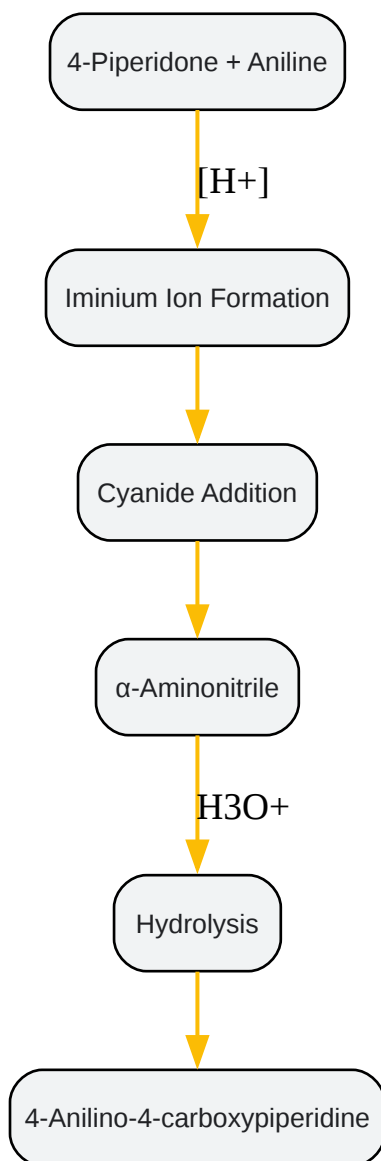 4-Piperidone + Aniline
[H+]
Iminium Ion Formation
Cyanide Addition
α-Aminonitrile
H3O+
Hydrolysis
4-Anilino-4-carboxypiperidine